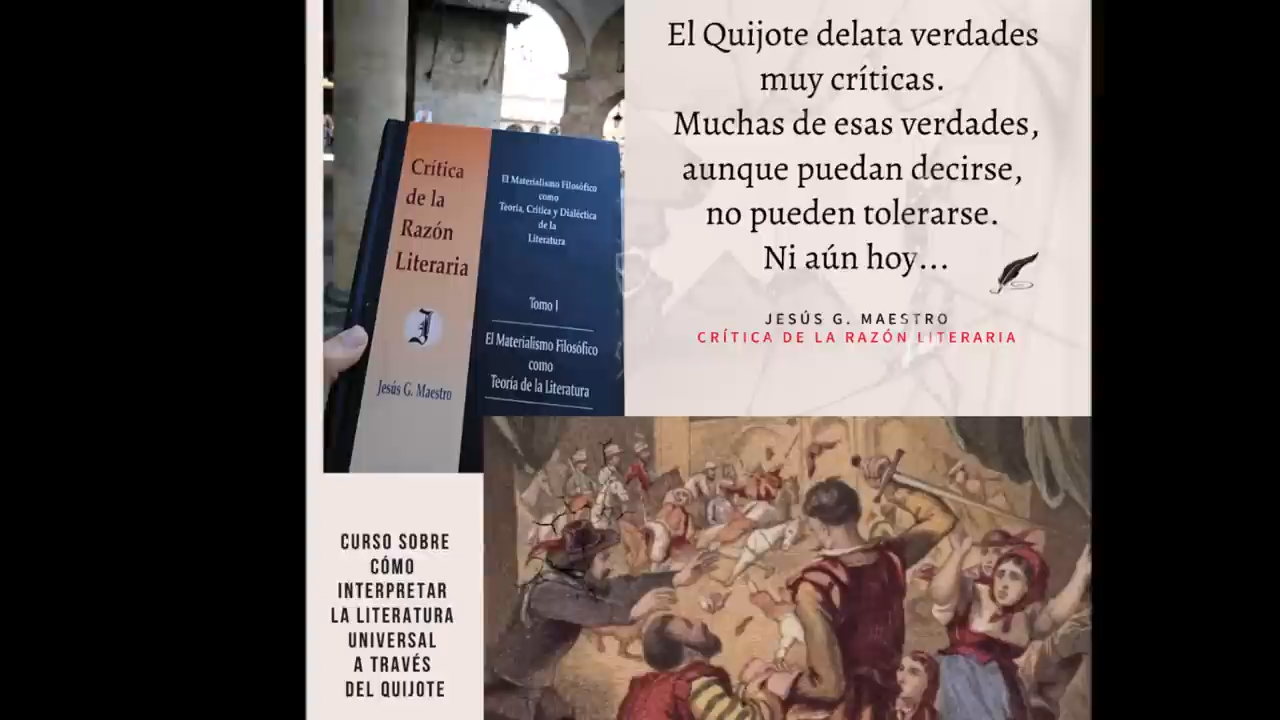 Crítica
de la
Razón
Literaria
J
Jesús G. Maestro
El Materialismo Filosófico
como
Teoría, Crítica y Dialéctica
de la
Literatura
Tomo I
El Materialismo Filosófico
como
Teoría de la Literatura
El Quijote delata verdades
muy críticas.
Muchas de esas verdades,
aunque puedan decirse,
no pueden tolerarse.
Ni aún hoy...
JESÚS G. MAESTRO
CRÍTICA DE LA RAZÓN LITERARIA
CURSO SOBRE
CÓMO
INTERPRETAR
LA LITERATURA
UNIVERSAL
A TRAVÉS
DEL QUIJOTE